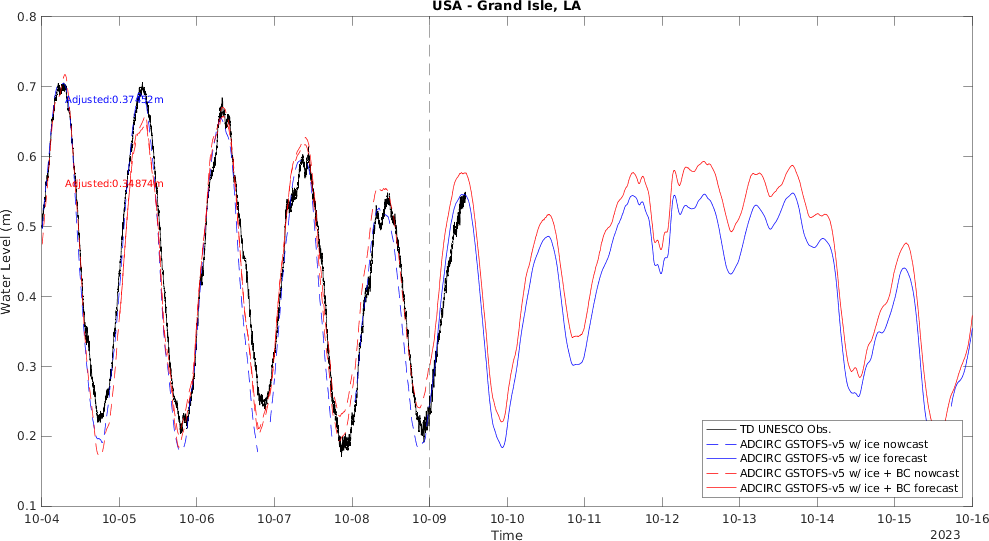 USA - Grand Isle, LA
0.8
0.7
0.6
0.5
0.4
0.3
0.2
0.1
Water Level (m)
Adjusted:0.37452m
Adjusted:0.34874m
10-04 10-05 10-06 10-07 10-08 10-09 10-10 10-11 10-12 10-13 10-14 10-15 10-16
Time
2023
TD UNESCO Obs.
ADCIRC GSTOFS-v5 w/ ice nowcast
ADCIRC GSTOFS-v5 w/ ice forecast
ADCIRC GSTOFS-v5 w/ ice + BC nowcast
ADCIRC GSTOFS-v5 w/ ice + BC forecast